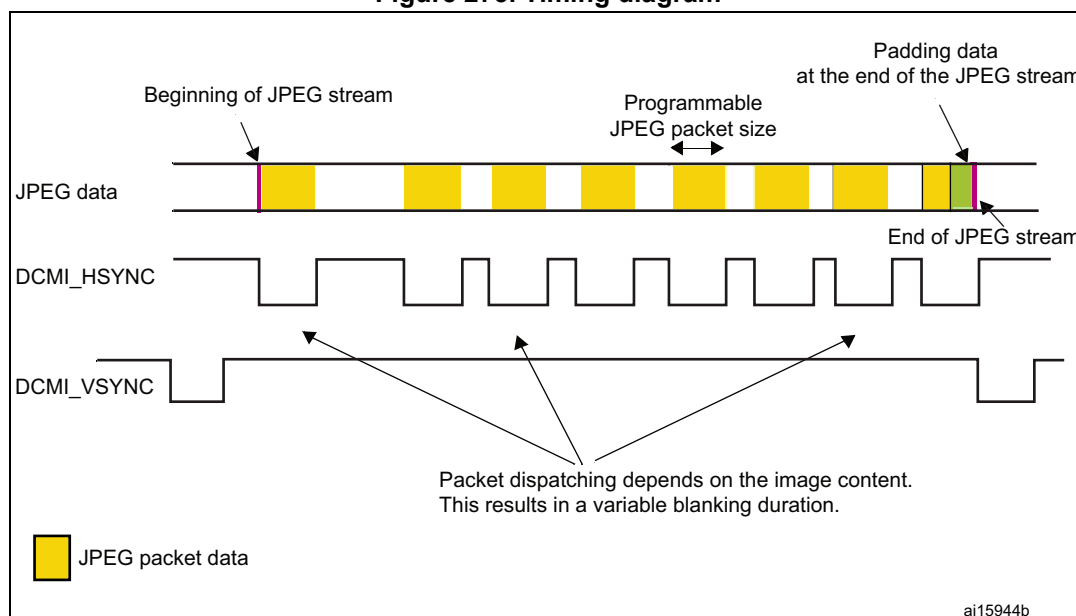 Padding data
at the end of the JPEG stream
Beginning of JPEG stream
Programmable
JPEG packet size
JPEG data
End of JPEG stream
DCMI_HSYNC
DCMI_VSYNC
Packet dispatching depends on the image content.
This results in a variable blanking duration.
JPEG packet data
ai15944b